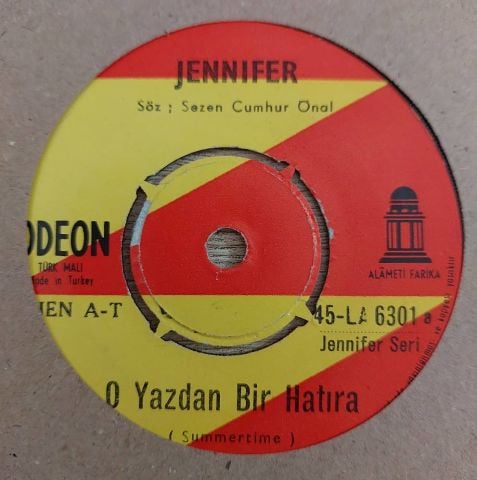 JENNIFER
Söz ; Sezen Cumhur Önal
ODEON
TÜRK MALI
Made in Turkey
JEN A-T
ALÂMETİ FARİKA
45-LA 6301 a
Jennifer Seri
O Yazdan Bir Hatıra
( Summertime )